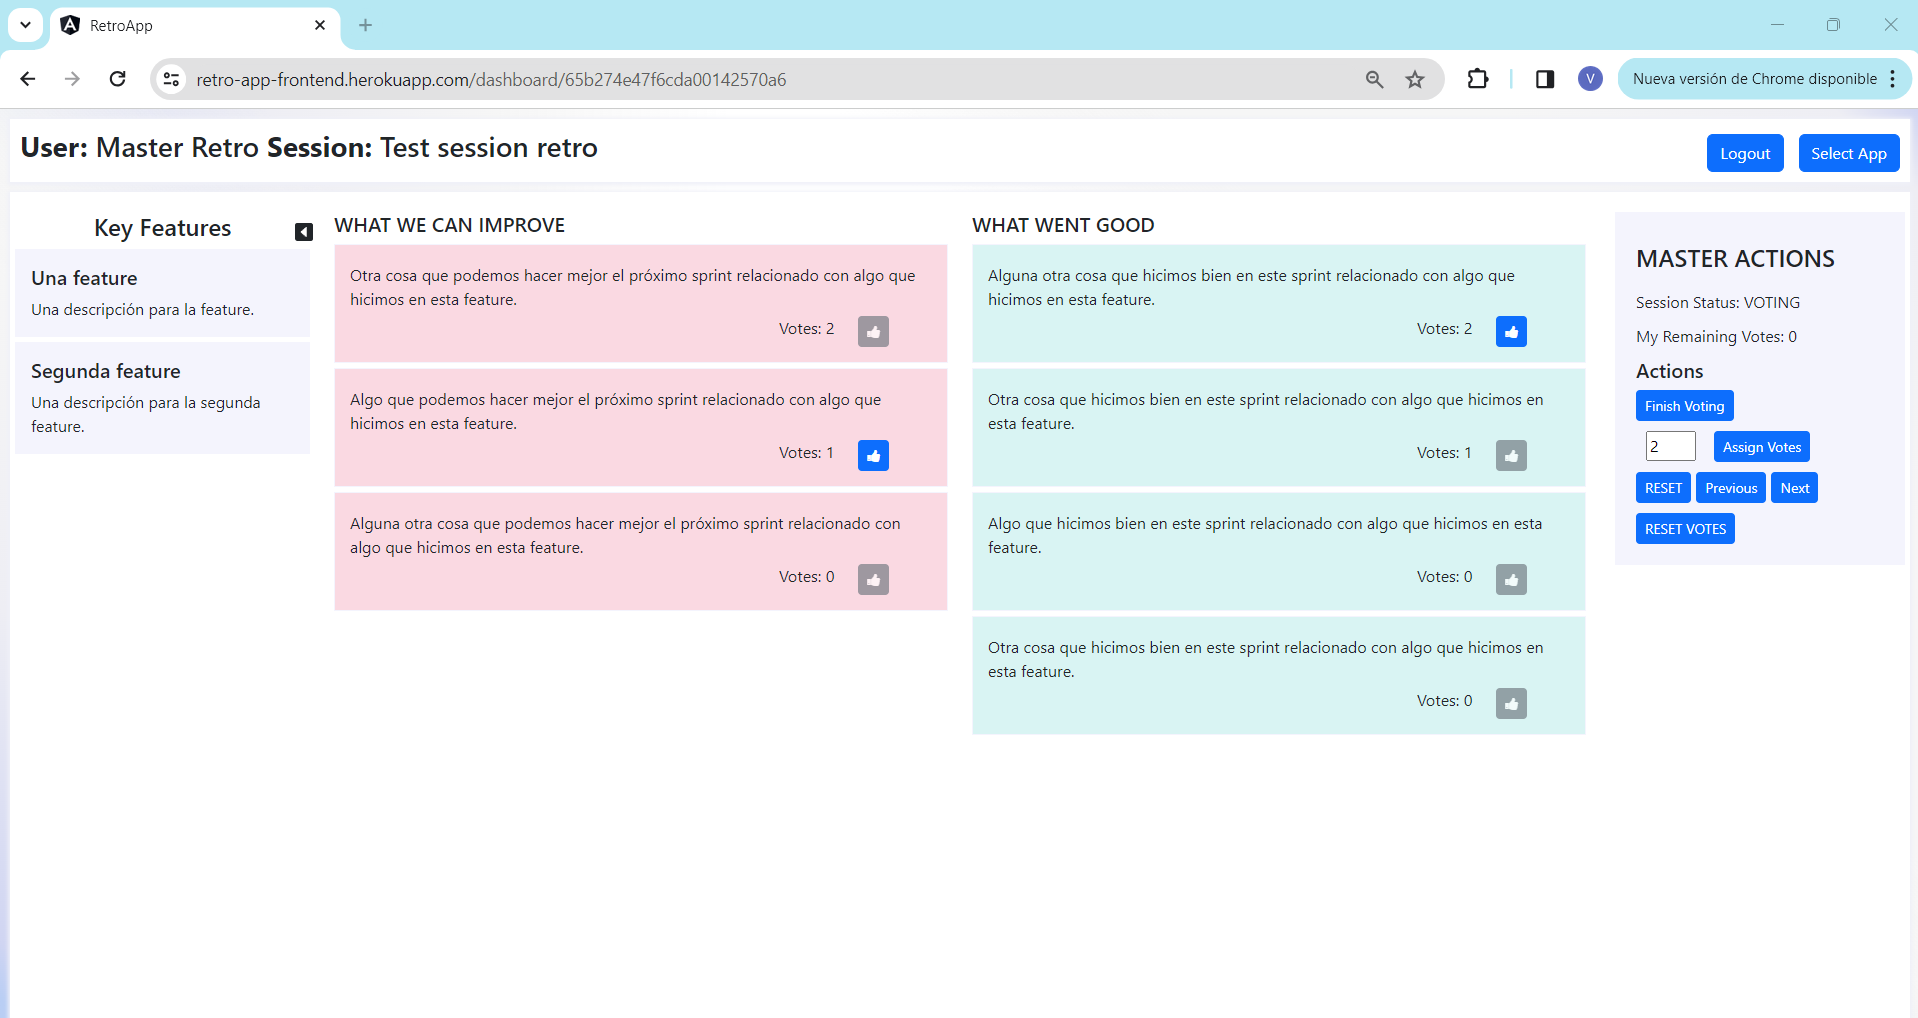 RetroApp
retro-app-frontend.herokuapp.com/dashboard/65b274e47f6cda00142570a6
V
Nueva versión de Chrome disponible
User: Master Retro Session: Test session retro
Logout
Select App
Key Features
Una feature
Una descripción para la feature.
Segunda feature
Una descripción para la segunda
feature.
WHAT WE CAN IMPROVE
Otra cosa que podemos hacer mejor el próximo sprint relacionado con algo que
hicimos en esta feature.
Votes: 2
Algo que podemos hacer mejor el próximo sprint relacionado con algo que
hicimos en esta feature.
Votes: 1
Alguna otra cosa que podemos hacer mejor el próximo sprint relacionado con
algo que hicimos en esta feature.
Votes: 0
WHAT WENT GOOD
Alguna otra cosa que hicimos bien en este sprint relacionado con algo que
hicimos en esta feature.
Votes: 2
Otra cosa que hicimos bien en este sprint relacionado con algo que hicimos en
esta feature.
Votes: 1
Algo que hicimos bien en este sprint relacionado con algo que hicimos en esta
feature.
Votes: 0
Otra cosa que hicimos bien en este sprint relacionado con algo que hicimos en
esta feature.
Votes: 0
MASTER ACTIONS
Session Status: VOTING
My Remaining Votes: 0
Actions
Finish Voting
2
Assign Votes
RESET
Previous
Next
RESET VOTES